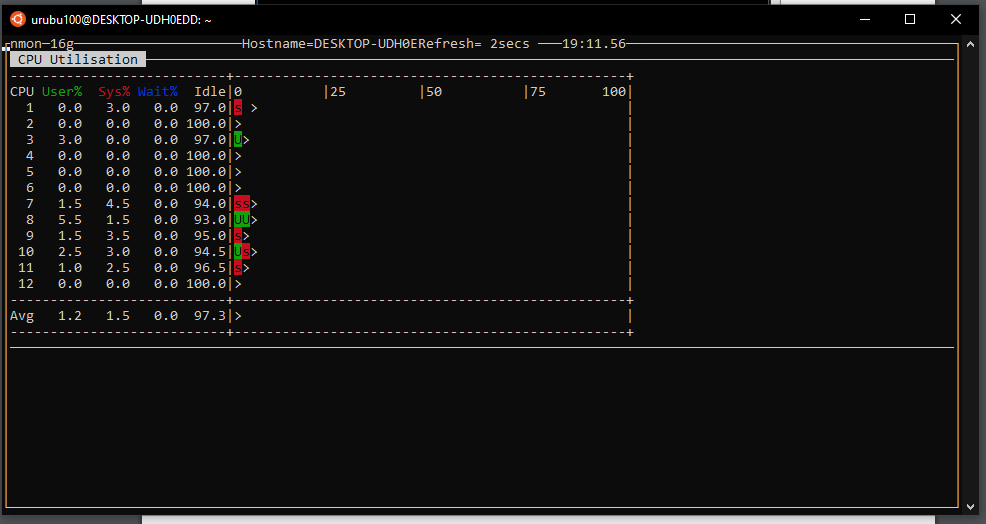 urubu100@DESKTOP-UDH0EDD: ~
nmon─16g─────────────────────Hostname=DESKTOP-UDH0ERefresh= 2secs ───19:11.56─
CPU Utilisation
---------------------------+-------------------------------------------------+
CPU User%  Sys% Wait%  Idle|0          |25         |50          |75       100|
  1   0.0   3.0   0.0  97.0|s >                                              |
  2   0.0   0.0   0.0 100.0|>                                                |
  3   3.0   0.0   0.0  97.0|U>                                               |
  4   0.0   0.0   0.0 100.0|>                                                |
  5   0.0   0.0   0.0 100.0|>                                                |
  6   0.0   0.0   0.0 100.0|>                                                |
  7   1.5   4.5   0.0  94.0|ss>                                              |
  8   5.5   1.5   0.0  93.0|UU>                                              |
  9   1.5   3.5   0.0  95.0|s>                                               |
 10   2.5   3.0   0.0  94.5|Us>                                              |
 11   1.0   2.5   0.0  96.5|s>                                               |
 12   0.0   0.0   0.0 100.0|>                                                |
---------------------------+-------------------------------------------------+
Avg   1.2   1.5   0.0  97.3|>                                                |
---------------------------+-------------------------------------------------+